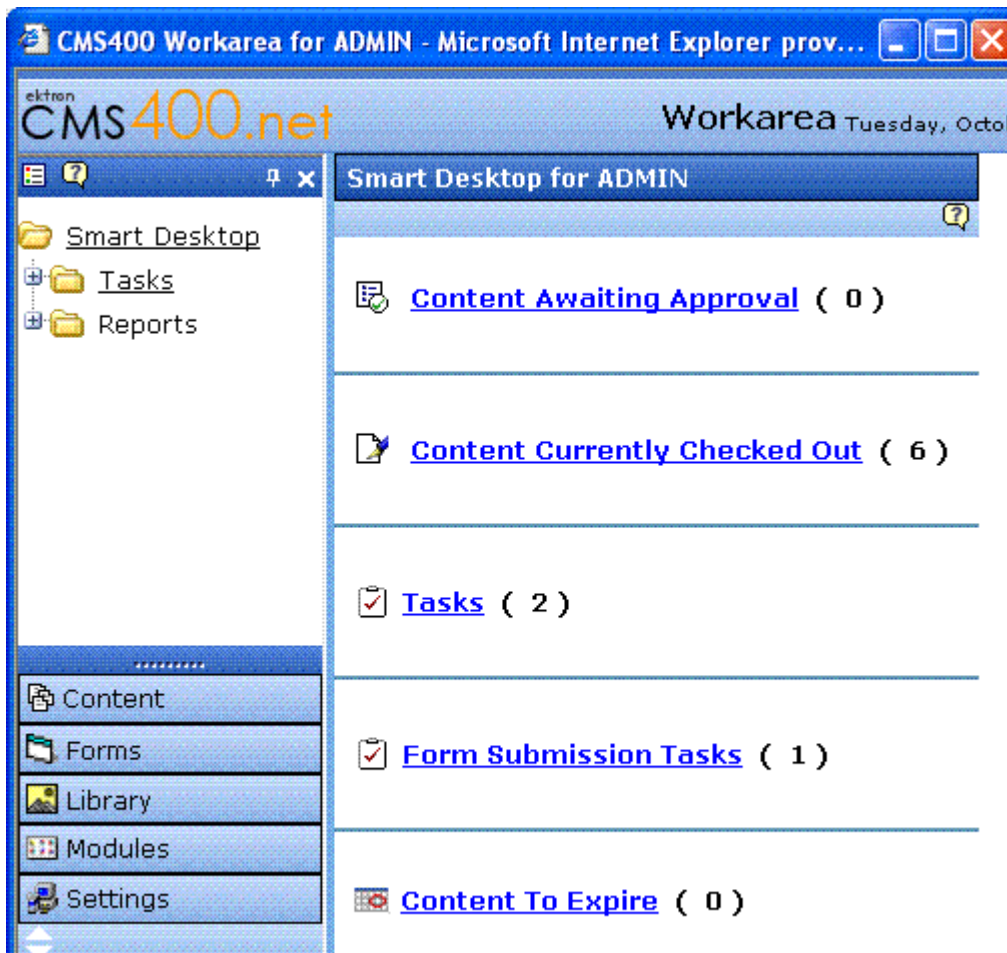 CMS400 Workarea for ADMIN - Microsoft Internet Explorer prov...
ektron
CMS400.net
Workarea Tuesday, Octo
Smart Desktop
Tasks
Reports
Content
Forms
Library
Modules
Settings
Smart Desktop for ADMIN
Content Awaiting Approval ( 0 )
Content Currently Checked Out ( 6 )
Tasks ( 2 )
Form Submission Tasks ( 1 )
Content To Expire ( 0 )